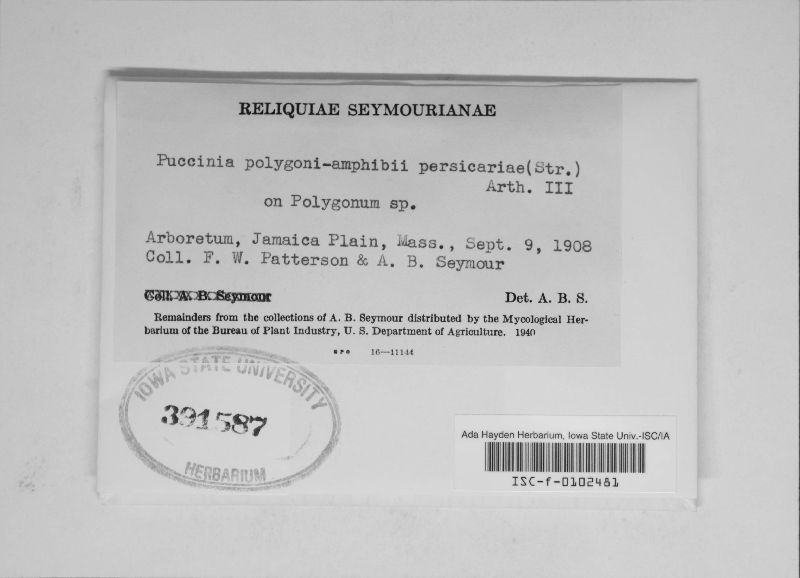 RELIQUIAE SEYMOURIANAE
Puccinia polygoni-amphibii persicariae(Str.)
Arth. III
on Polygonum sp.
Arboretum, Jamaica Plain, Mass., Sept. 9, 1908
Coll. F. W. Patterson & A. B. Seymour
Coll. A. B. Seymour
Det. A. B. S.
Remainders from the collections of A. B. Seymour distributed by the Mycological Her-
barium of the Bureau of Plant Industry, U. S. Department of Agriculture. 1940
GPO 16—11144
IOWA STATE UNIVERSITY
391587
HERBARIUM
Ada Hayden Herbarium, Iowa State Univ.-ISC/IA
ISC-f-0102481